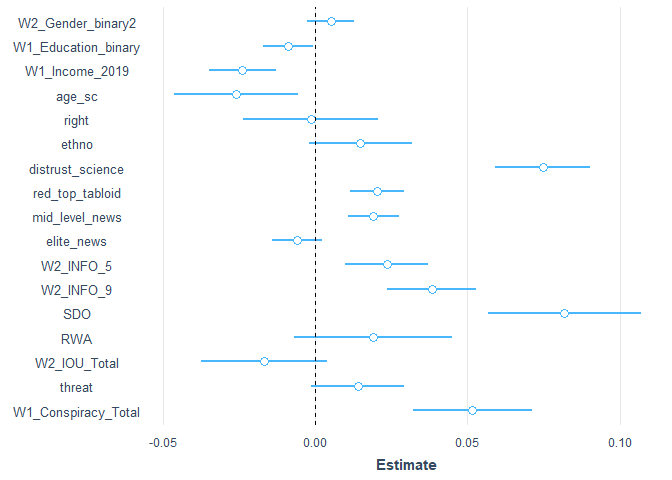 W2_Gender_binary2
W1_Education_binary
W1_Income_2019
age_sc
right
ethno
distrust_science
red_top_tabloid
mid_level_news
elite_news
W2_INFO_5
W2_INFO_9
SDO
RWA
W2_IOU_Total
threat
W1_Conspiracy_Total
-0.05 0.00 0.05 0.10
Estimate